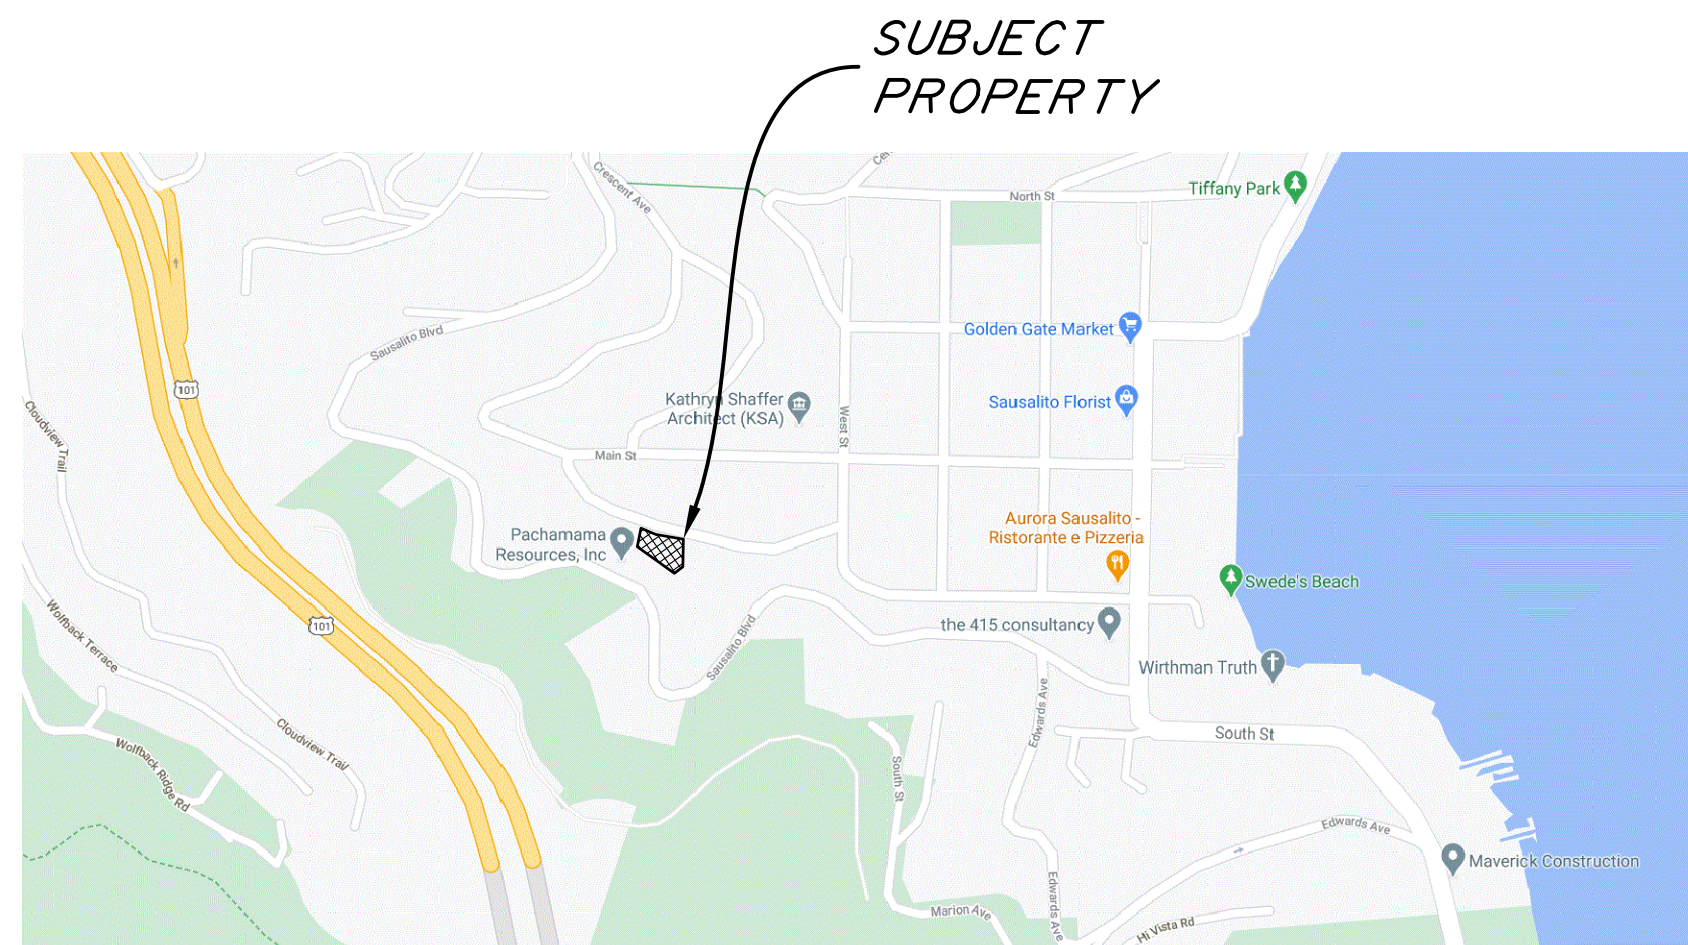 SUBJECT
PROPERTY
Crescent Ave
Cen
North St
Tiffany Park
Sausalito Blvd
Golden Gate Market
101
Kathryn Shaffer
Architect (KSA)
West St
Sausalito Florist
Cloudview Trail
Main St
Pachamama
Resources, Inc
Aurora Sausalito -
Ristorante e Pizzeria
Swede's Beach
101
Wolfback Terrace
Sausalito Blvd
the 415 consultancy
Wirthman Truth
Edwards Ave
Cloudview Trail
South St
Wolfback Ridge Rd
South St
Edwards Ave
Maverick Construction
Edwards Ave
Marion Ave
Hi Vista Rd